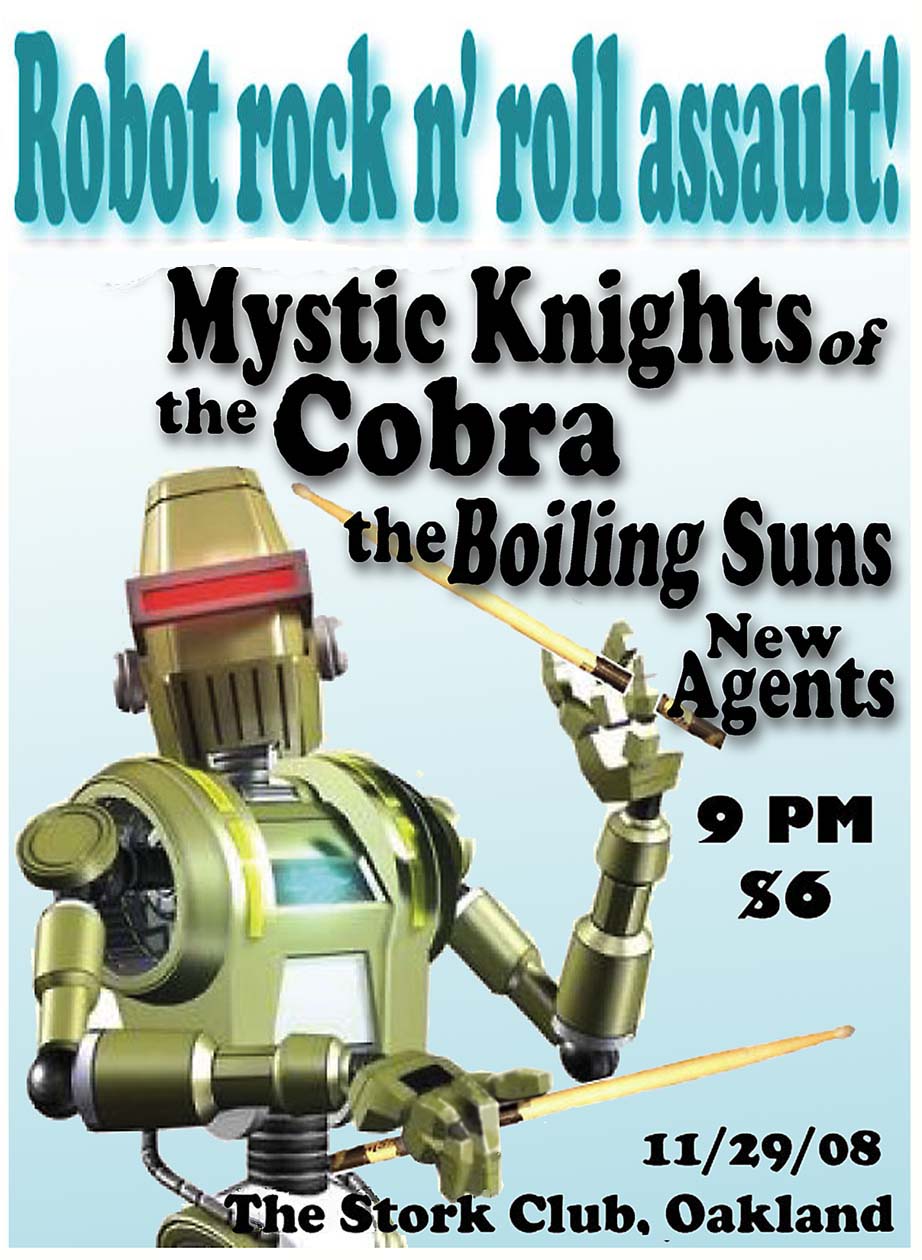 Robot rock n' roll assault!
Mystic Knights of
the Cobra
the Boiling Suns
New
Agents
9 PM
$6
11/29/08
The Stork Club, Oakland